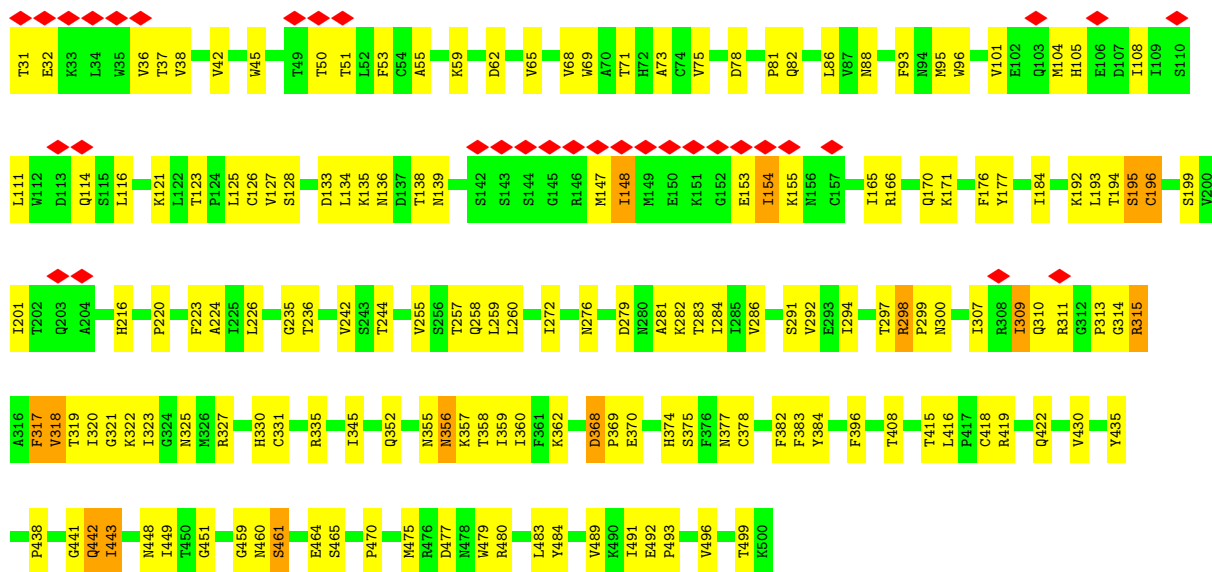 T31 E32 K33 L34 W35 V36 T37 V38 V42 W45 T49 T50 T51 L52 F53 C54 A55 K59 D62 V65 V68 W69 A70 T71 H72 A73 C74 V75 D78 P81 Q82 L86 V87 N88 F93 N94 M95 W96 V101 E102 Q103 M104 H105 E106 D107 I108 I109 S110
L111 W112 D113 Q114 S115 L116 K121 L122 T123 P124 L125 C126 V127 S128 D133 L134 K135 N136 D137 T138 N139 S142 S143 S144 G145 R146 M147 I148 M149 E150 K151 G152 E153 I154 K155 N156 C157 I165 R166 Q170 K171 F176 Y177 I184 K192 L193 T194 S195 C196 S199 V200
I201 T202 Q203 A204 H216 P220 F223 A224 I225 L226 G235 T236 V242 S243 T244 V255 S256 T257 Q258 L259 L260 I272 N276 D279 N280 A281 K282 T283 I284 I285 V286 S291 V292 E293 I294 T297 R298 P299 N300 I307 R308 I309 Q310 R311 G312 P313 G314 R315
A316 F317 V318 T319 I320 G321 K322 I323 G324 N325 M326 R327 H330 C331 R335 I345 Q352 N355 N356 K357 T358 I359 I360 F361 K362 D368 P369 E370 H374 S375 F376 N377 C378 F382 F383 Y384 F396 T408 T415 L416 P417 C418 R419 Q422 V430 Y435
P438 G441 Q442 I443 N448 I449 T450 G451 G459 N460 S461 E464 S465 P470 M475 R476 D477 N478 W479 R480 L483 Y484 V489 K490 I491 E492 P493 V496 T499 K500